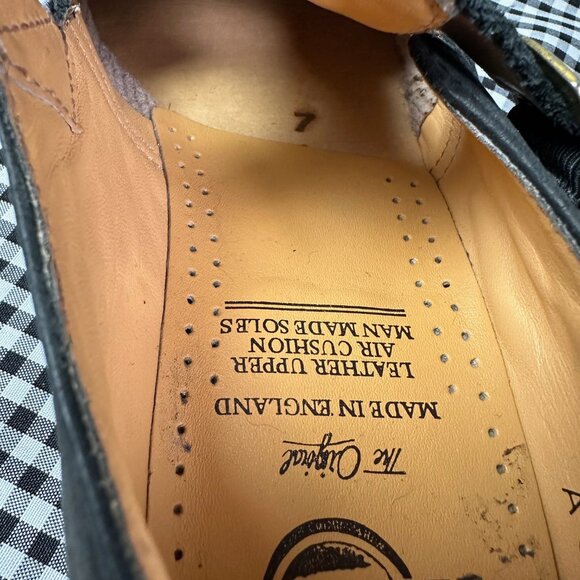 The Original
MADE IN ENGLAND
LEATHER UPPER
AIR CUSHION
MAN MADE SOLES
7